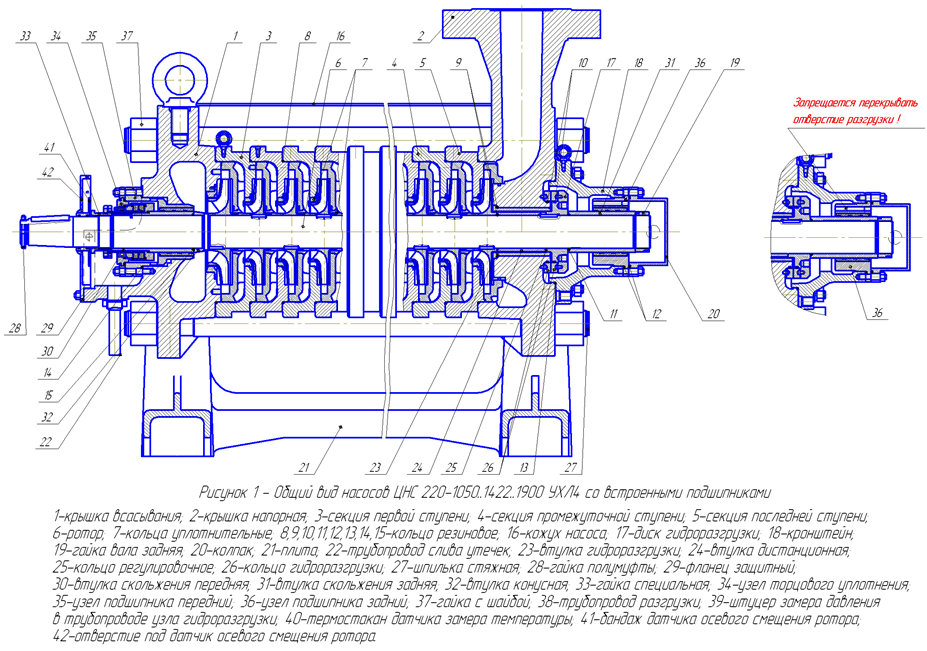 33 34 35 37 1 3 8 16 6 7 4 5 2 9 10 17 18 31 36 19
Запрещается перекрывать
отверстие разгрузки !
41
42
28 29 30 14 15 32 22 21 23 24 25 26 13 27 11 12 20
36
Рисунок 1 – Общий вид насосов ЦНС 220-1050..1422..1900 УХЛ4 со встроенными подшипниками
1-крышка всасывания, 2-крышка напорная, 3-секция первой ступени, 4-секция промежуточной ступени, 5-секция последней ступени,
6-ротор, 7-кольца уплотнительные, 8,9,10,11,12,13,14,15-кольцо резиновое, 16-кожух насоса, 17-диск гидроразгрузки, 18-кронштейн,
19-гайка вала задняя, 20-колпак, 21-плита, 22-трубопровод слива утечек, 23-втулка гидроразгрузки, 24-втулка дистанционная,
25-кольцо регулировочное, 26-кольцо гидроразгрузки, 27-шпилька стяжная, 28-гайка полумуфты, 29-фланец защитный,
30-втулка скольжения передняя, 31-втулка скольжения задняя, 32-втулка конусная, 33-гайка специальная, 34-узел торцового уплотнения,
35-узел подшипника передний, 36-узел подшипника задний, 37-гайка с шайбой, 38-трубопровод разгрузки, 39-штуцер замера давления
в трубопроводе узла гидроразгрузки, 40-термостакан датчика замера температуры, 41-бандаж датчика осевого смещения ротора,
42-отверстие под датчик осевого смещения ротора.